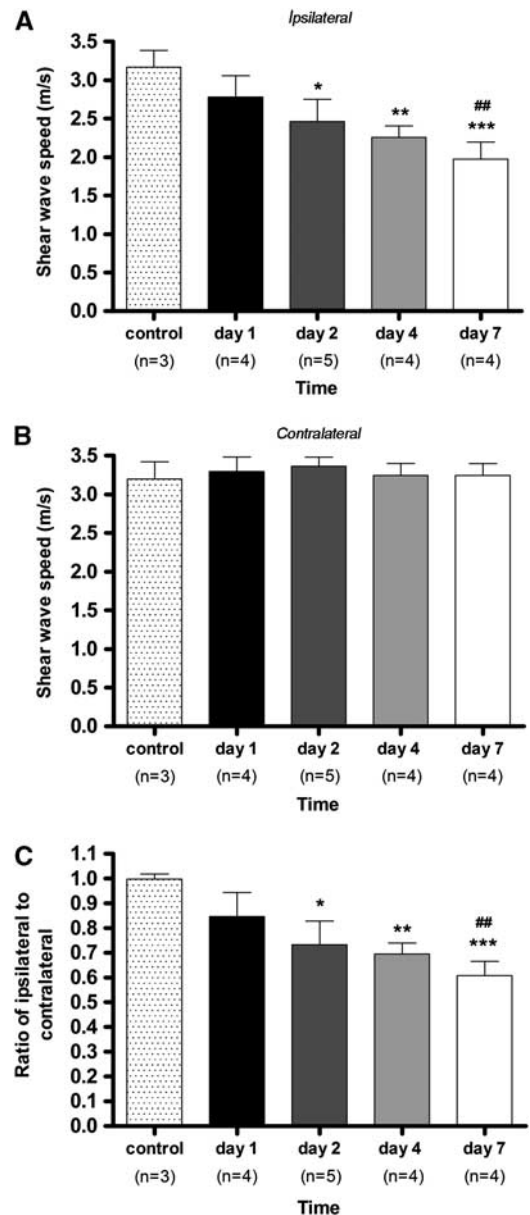 A
Ipsilateral
Shear wave speed (m/s)
3.5
3.0
2.5
2.0
1.5
1.0
0.5
0.0
*
**
##
***
control day 1 day 2 day 4 day 7
(n=3) (n=4) (n=5) (n=4) (n=4)
Time
B
Contralateral
Shear wave speed (m/s)
3.5
3.0
2.5
2.0
1.5
1.0
0.5
0.0
control day 1 day 2 day 4 day 7
(n=3) (n=4) (n=5) (n=4) (n=4)
Time
C
Ratio of ipsilateral to
contralateral
1.1
1.0
0.9
0.8
0.7
0.6
0.5
0.4
0.3
0.2
0.1
0.0
*
**
##
***
control day 1 day 2 day 4 day 7
(n=3) (n=4) (n=5) (n=4) (n=4)
Time